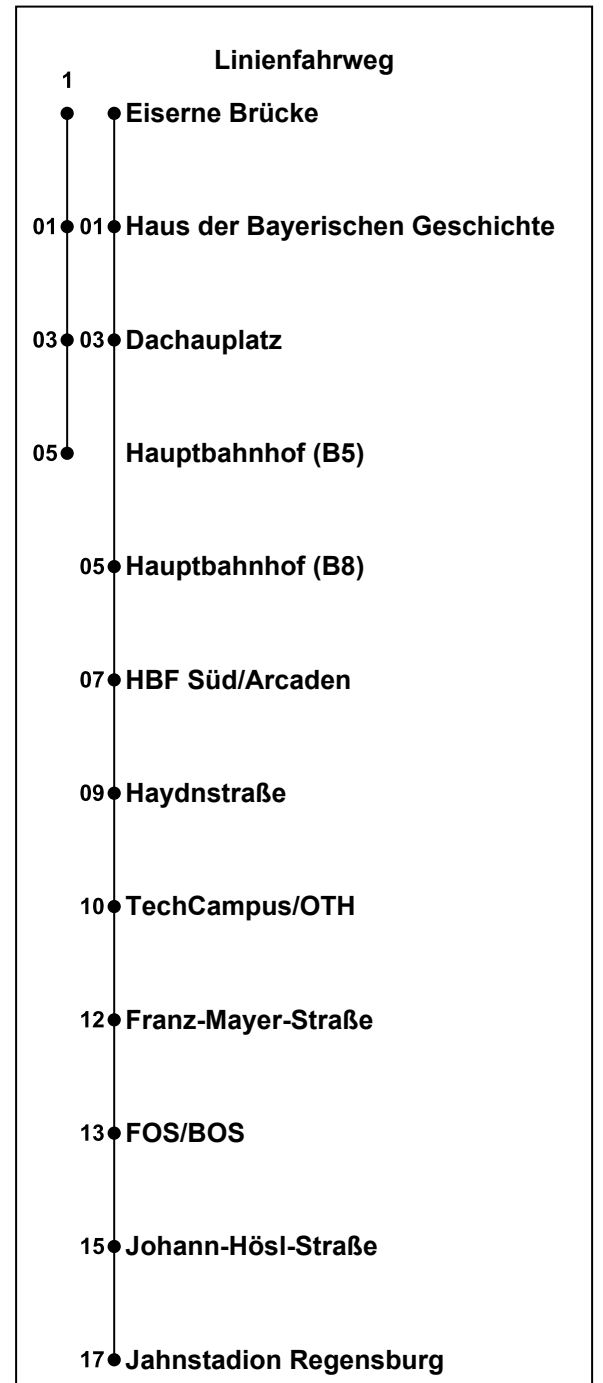 Linienfahrweg
1
Eiserne Brücke
01 01 Haus der Bayerischen Geschichte
03 03 Dachauplatz
05 Hauptbahnhof (B5)
05 Hauptbahnhof (B8)
07 HBF Süd/Arcaden
09 Haydnstraße
10 TechCampus/OTH
12 Franz-Mayer-Straße
13 FOS/BOS
15 Johann-Hösl-Straße
17 Jahnstadion Regensburg